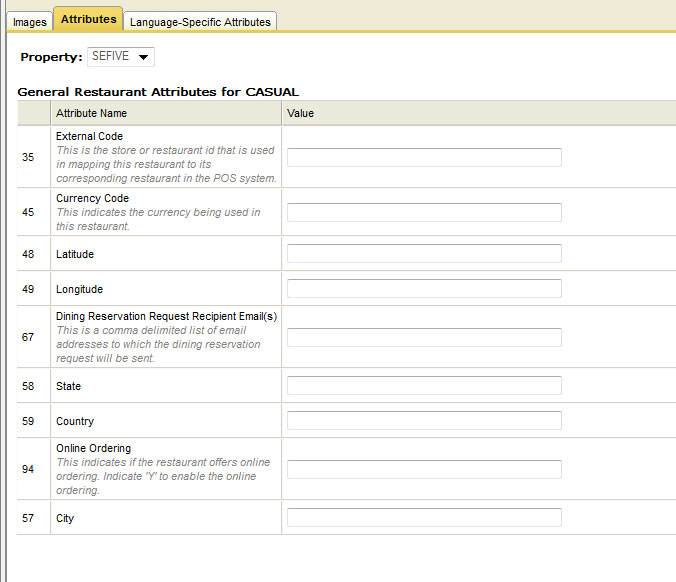 Images Attributes Language-Specific Attributes
Property: SEFIVE
General Restaurant Attributes for CASUAL
Attribute Name Value
35
External Code
This is the store or restaurant id that is used
in mapping this restaurant to its
corresponding restaurant in the POS system.
45
Currency Code
This indicates the currency being used in
this restaurant.
48 Latitude
49 Longitude
67
Dining Reservation Request Recipient Email(s)
This is a comma delimited list of email
addresses to which the dining reservation
request will be sent.
58 State
59 Country
94
Online Ordering
This indicates if the restaurant offers online
ordering. Indicate 'Y' to enable the online
ordering.
57 City